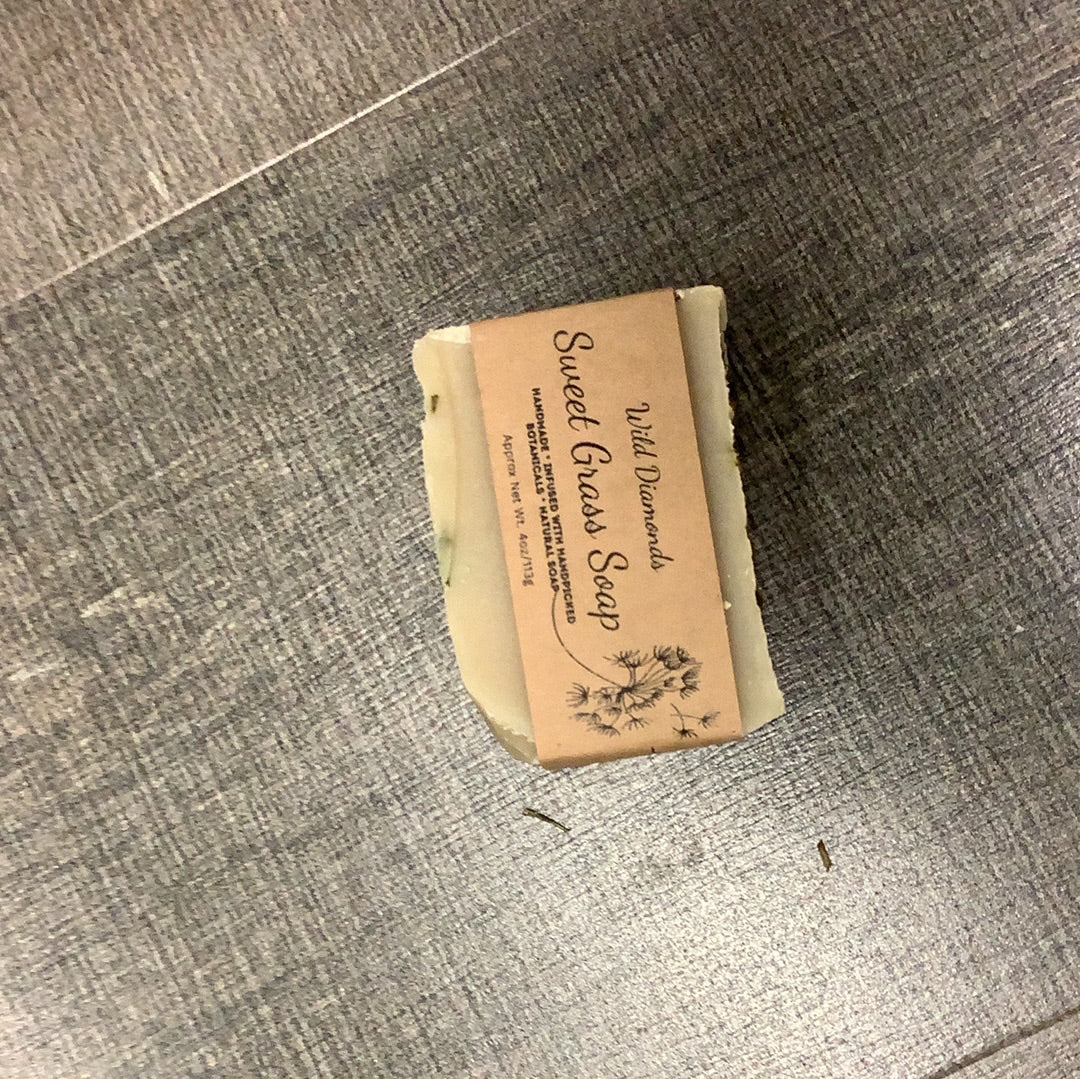 Wild Diamonds
Sweet Grass Soap
HANDMADE • INFUSED WITH HANDPICKED
BOTANICALS • NATURAL SOAP
Approx Net Wt. 4oz/113g